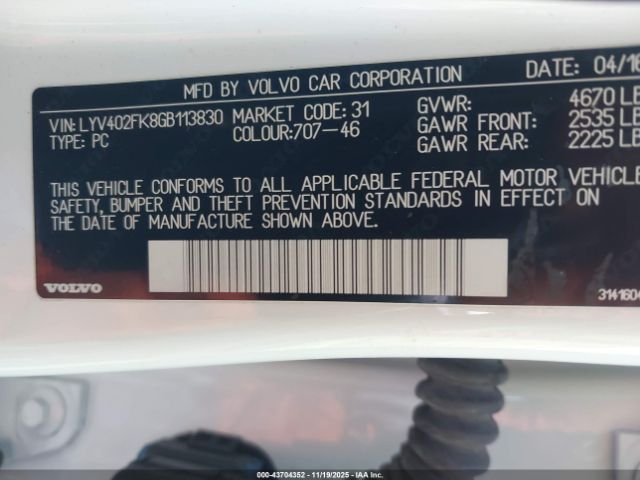 MFD BY VOLVO CAR CORPORATION DATE: 04/16
VIN: LYV402FK8GB113830 MARKET CODE: 31 GVWR: 4670 LB
TYPE: PC COLOUR:707-46 GAWR FRONT: 2535 LB
GAWR REAR: 2225 LB
THIS VEHICLE CONFORMS TO ALL APPLICABLE FEDERAL MOTOR VEHICLE
SAFETY, BUMPER AND THEFT PREVENTION STANDARDS IN EFFECT ON
THE DATE OF MANUFACTURE SHOWN ABOVE.
VOLVO 3141604
000-43704352 - 11/19/2025 - IAA Inc.